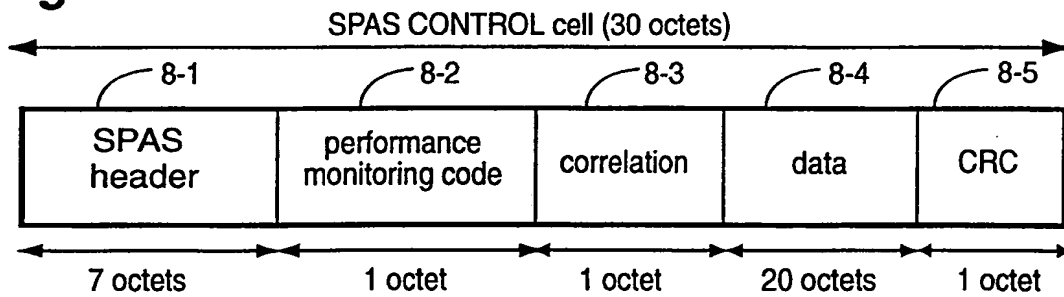 SPAS CONTROL cell (30 octets)
8-1 8-2 8-3 8-4 8-5
SPAS header
performance monitoring code
correlation
data
CRC
7 octets 1 octet 1 octet 20 octets 1 octet